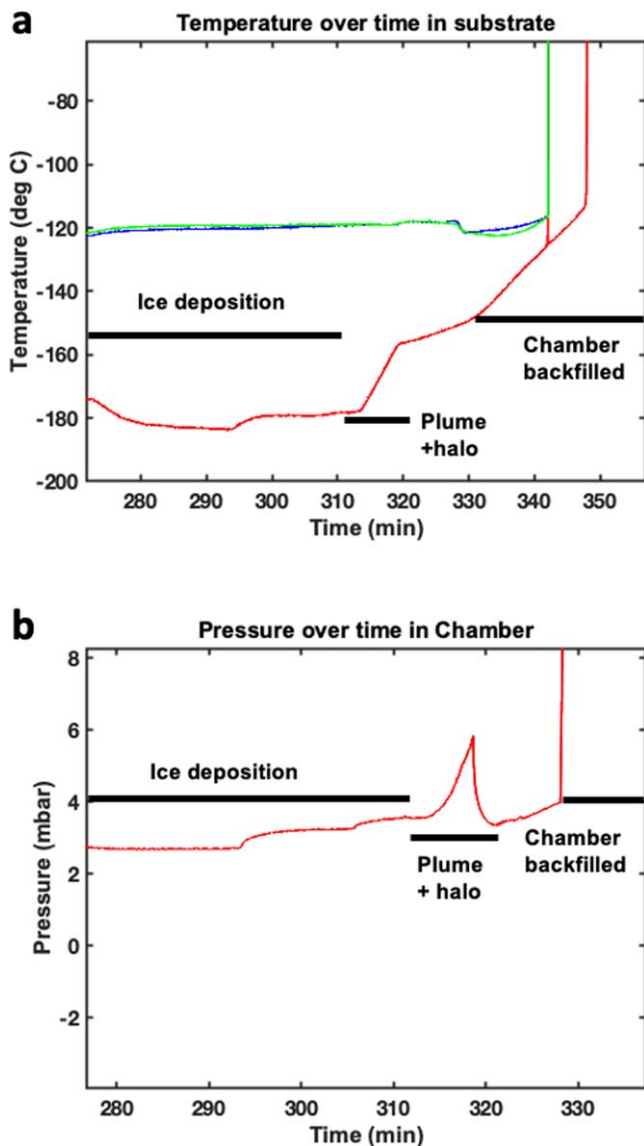 a
Temperature over time in substrate
-80
-100
-120
-140
-160
-180
-200
Temperature (deg C)
Ice deposition
Chamber
backfilled
Plume
+halo
280 290 300 310 320 330 340 350
Time (min)
b
Pressure over time in Chamber
8
6
4
2
0
-2
Pressure (mbar)
Ice deposition
Plume
+ halo
Chamber
backfilled
280 290 300 310 320 330
Time (min)